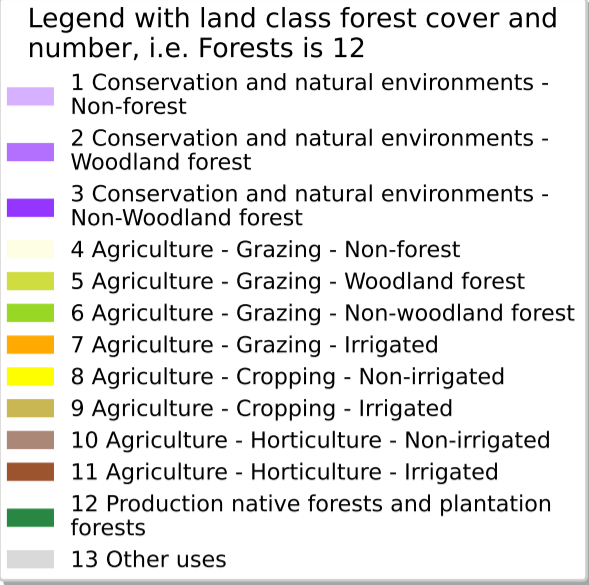 Legend with land class forest cover and
number, i.e. Forests is 12
1 Conservation and natural environments -
Non-forest
2 Conservation and natural environments -
Woodland forest
3 Conservation and natural environments -
Non-Woodland forest
4 Agriculture - Grazing - Non-forest
5 Agriculture - Grazing - Woodland forest
6 Agriculture - Grazing - Non-woodland forest
7 Agriculture - Grazing - Irrigated
8 Agriculture - Cropping - Non-irrigated
9 Agriculture - Cropping - Irrigated
10 Agriculture - Horticulture - Non-irrigated
11 Agriculture - Horticulture - Irrigated
12 Production native forests and plantation
forests
13 Other uses